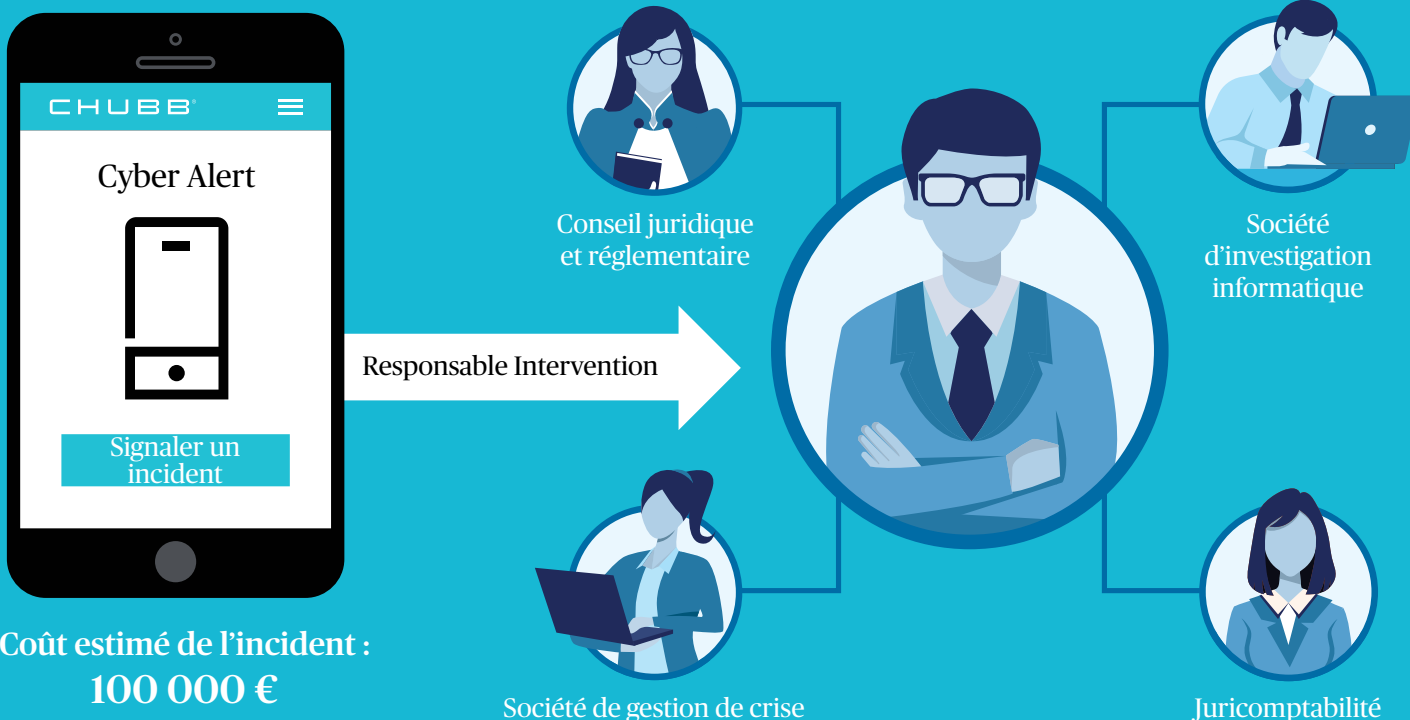 CHUBB®
Cyber Alert
Signaler un
incident
Coût estimé de l’incident :
100 000 €
Responsable Intervention
Conseil juridique
et réglementaire
Société
d’investigation
informatique
Société de gestion de crise
Juricomptabilité